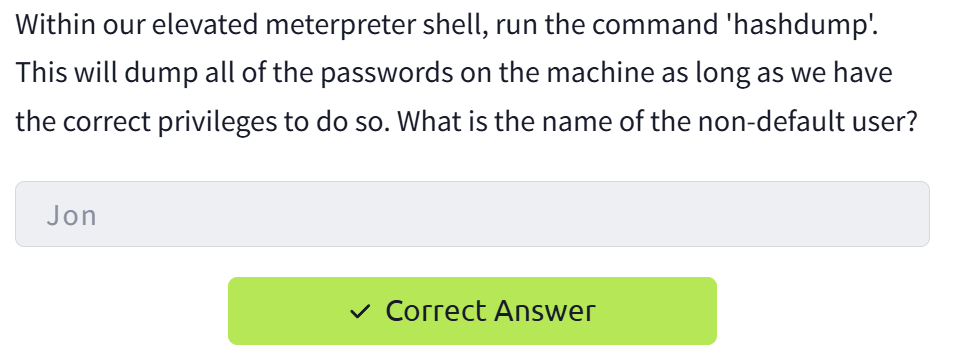 Within our elevated meterpreter shell, run the command 'hashdump'.
This will dump all of the passwords on the machine as long as we have
the correct privileges to do so. What is the name of the non-default user?
Jon
✓ Correct Answer